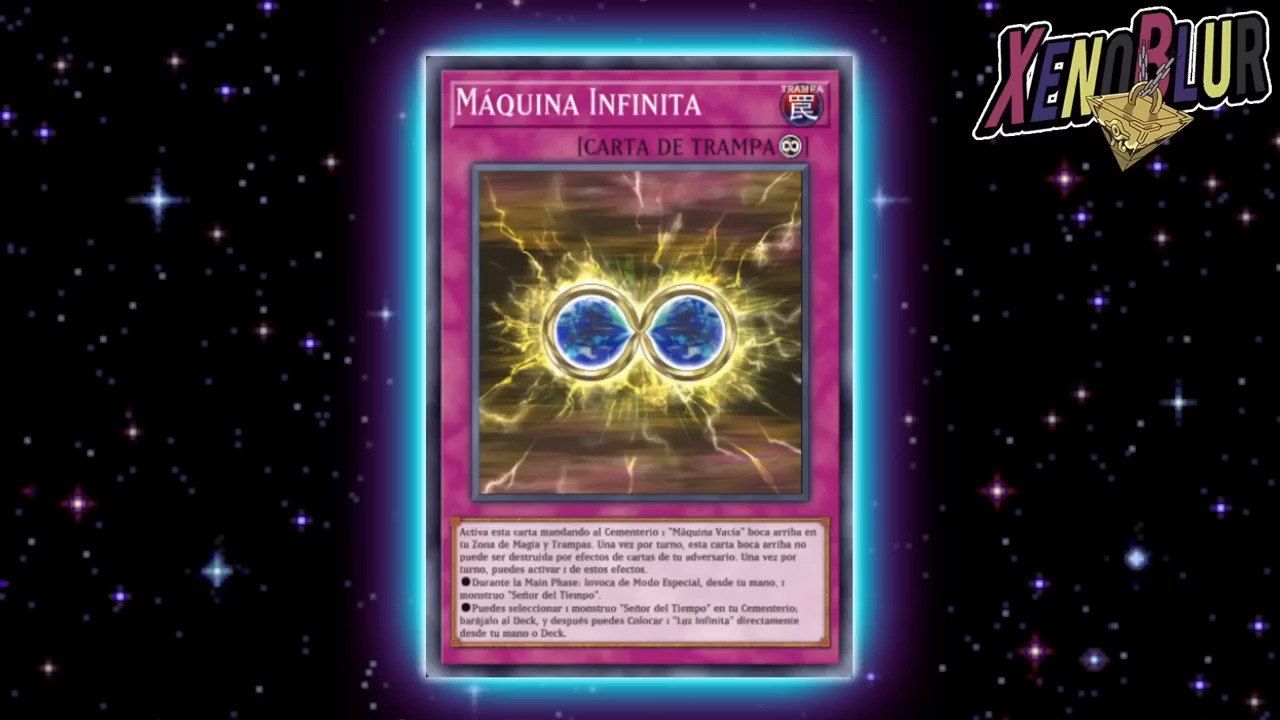 XENOBLUR
MÁQUINA INFINITA
TRAMPA
罠
[CARTA DE TRAMPA∞]
Activa esta carta mandando al Cementerio 1 "Máquina Vacía" boca arriba en
tu Zona de Magia y Trampas. Una vez por turno, esta carta boca arriba no
puede ser destruida por efectos de cartas de tu adversario. Una vez por
turno, puedes activar 1 de estos efectos.
●Durante la Main Phase: Invoca de Modo Especial, desde tu mano, 1
monstruo "Señor del Tiempo".
●Puedes seleccionar 1 monstruo "Señor del Tiempo" en tu Cementerio;
barájalo al Deck, y después puedes Colocar 1 "Luz Infinita" directamente
desde tu mano o Deck.